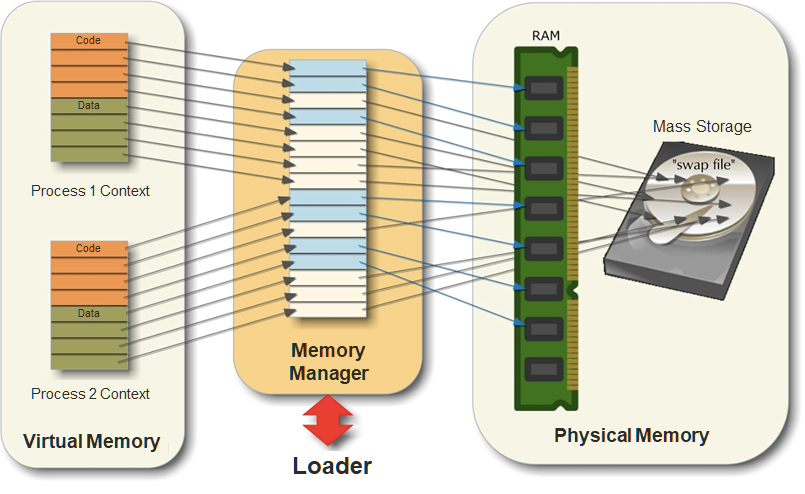 Code
Data
Process 1 Context
Code
Data
Process 2 Context
Virtual Memory
Memory
Manager
Loader
RAM
Mass Storage
"swap file"
Physical Memory